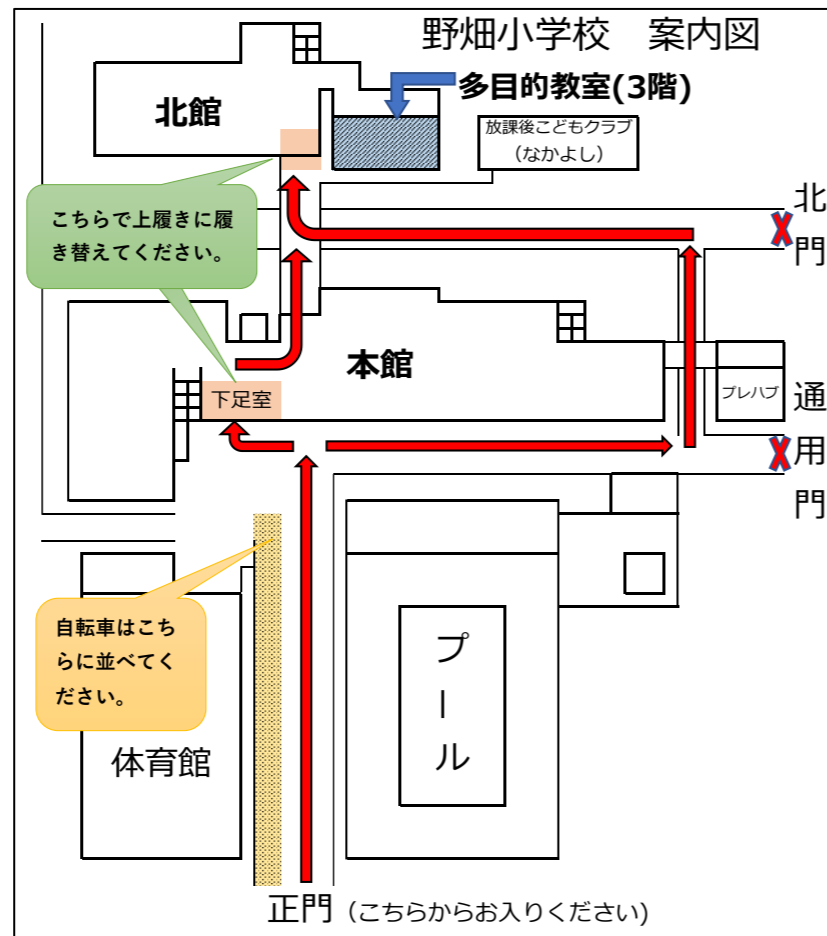 野畑小学校　案内図
北館
多目的教室(3階)
放課後こどもクラブ
（なかよし）
こちらで上履きに履
き替えてください。
北門
本館
下足室
プレハブ
通用門
自転車はこち
らに並べてく
ださい。
体育館
プール
正門（こちらからお入りください)